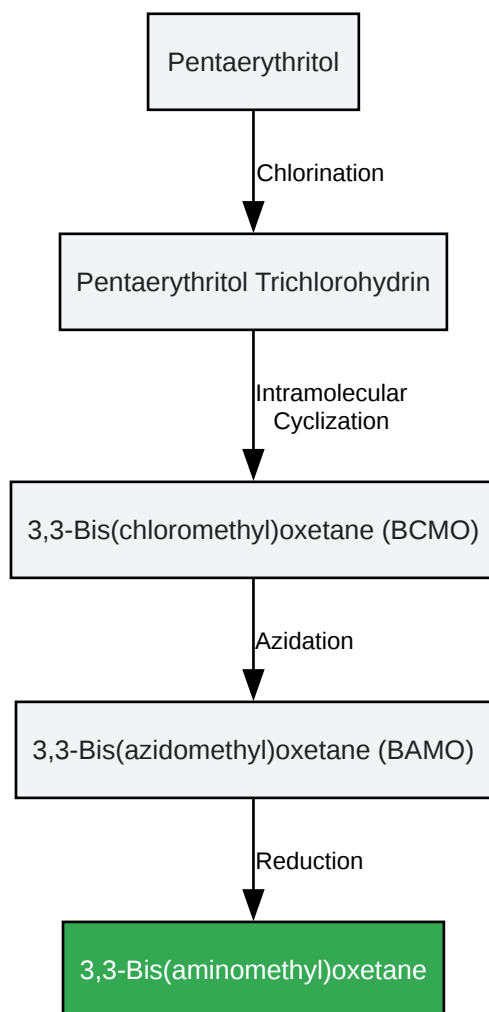 Pentaerythritol
Chlorination
Pentaerythritol Trichlorohydrin
Intramolecular
Cyclization
3,3-Bis(chloromethyl)oxetane (BCMO)
Azidation
3,3-Bis(azidomethyl)oxetane (BAMO)
Reduction
3,3-Bis(aminomethyl)oxetane